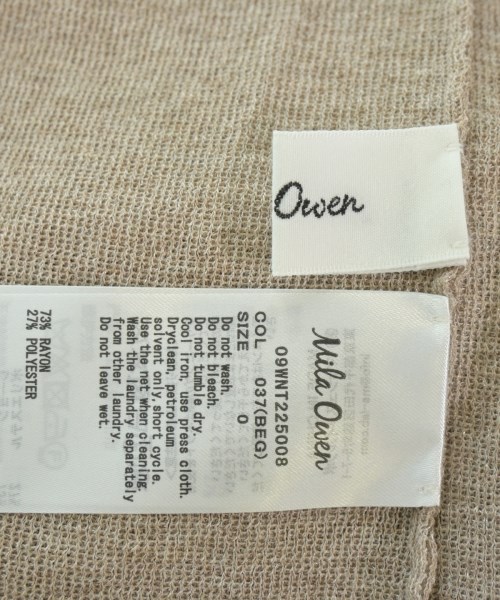 Owen
Mila Owen
09WNT225008
COL 037(BEG)
SIZE 0
Do not wash.
Do not bleach.
Do not tumble dry.
Cool iron, use press cloth.
Dryclean, petroleum
solvent only, short cycle.
Use the net when cleaning.
Wash the laundry separately
from other laundry.
Do not leave wet.
73% RAYON
27% POLYESTER